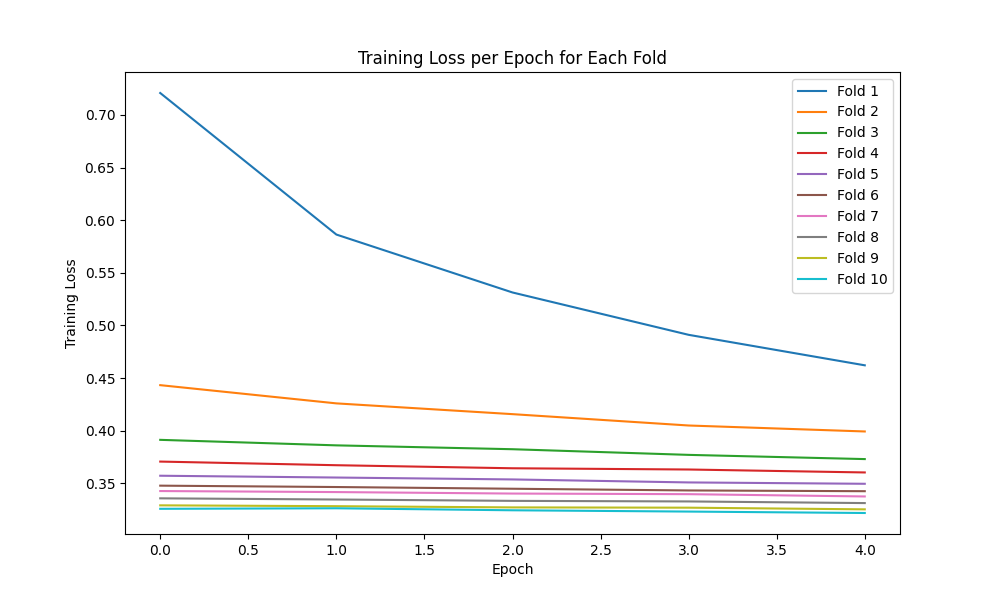 Training Loss per Epoch for Each Fold
Training Loss
0.70
0.65
0.60
0.55
0.50
0.45
0.40
0.35
Fold 1
Fold 2
Fold 3
Fold 4
Fold 5
Fold 6
Fold 7
Fold 8
Fold 9
Fold 10
0.0 0.5 1.0 1.5 2.0 2.5 3.0 3.5 4.0
Epoch